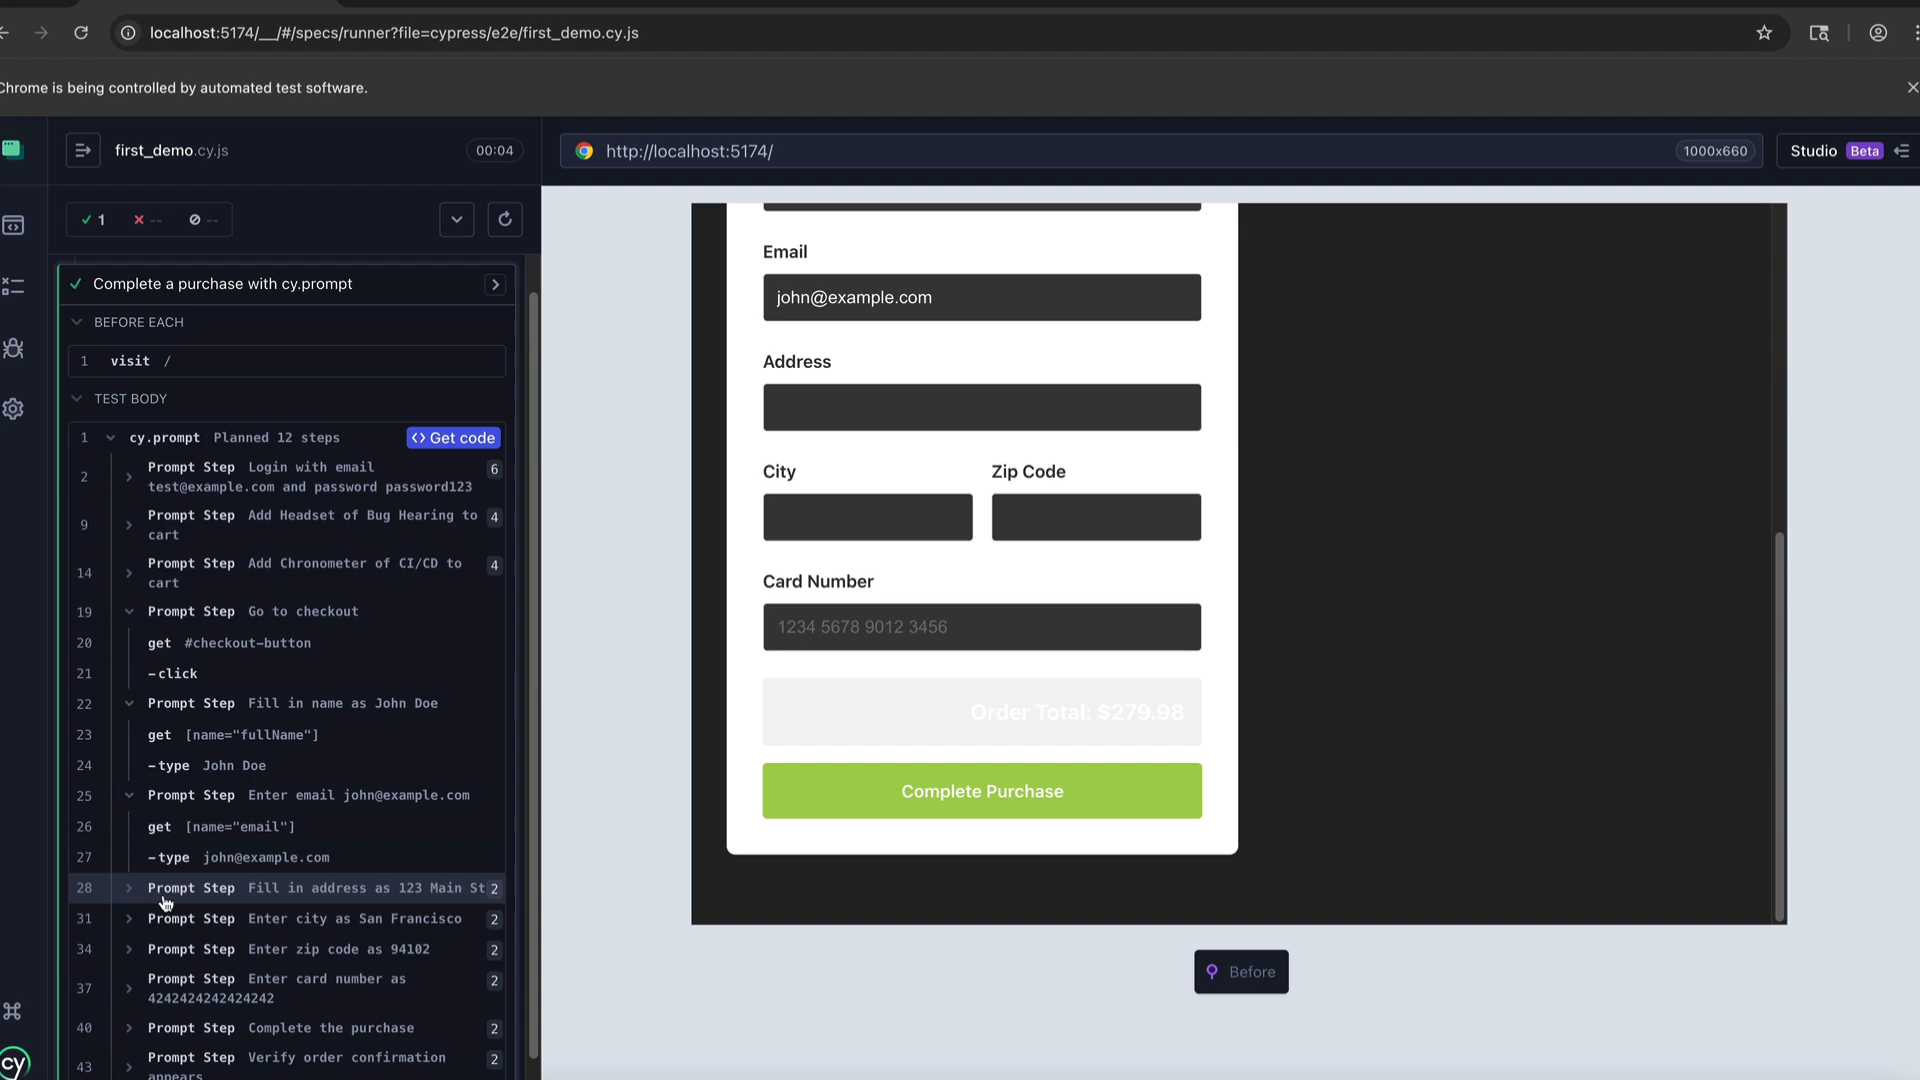 localhost:5174/__/#/specs/runner?file=cypress/e2e/first_demo.cy.js
Chrome is being controlled by automated test software.
first_demo.cy.js
00:04
http://localhost:5174/
1000x660
Studio Beta
1 -- --
Complete a purchase with cy.prompt
BEFORE EACH
1 visit /
TEST BODY
1 cy.prompt Planned 12 steps
<> Get code
2 Prompt Step Login with email
test@example.com and password password123
6
9 Prompt Step Add Headset of Bug Hearing to
cart
4
14 Prompt Step Add Chronometer of CI/CD to
cart
4
19 Prompt Step Go to checkout
20 get #checkout-button
21 -click
22 Prompt Step Fill in name as John Doe
23 get [name="fullName"]
24 -type John Doe
25 Prompt Step Enter email john@example.com
26 get [name="email"]
27 -type john@example.com
28 Prompt Step Fill in address as 123 Main St 2
31 Prompt Step Enter city as San Francisco 2
34 Prompt Step Enter zip code as 94102 2
37 Prompt Step Enter card number as
4242424242424242
2
40 Prompt Step Complete the purchase 2
43 Prompt Step Verify order confirmation
appears
2
cy
Email
john@example.com
Address
City
Zip Code
Card Number
1234 5678 9012 3456
Order Total: $279.98
Complete Purchase
Before